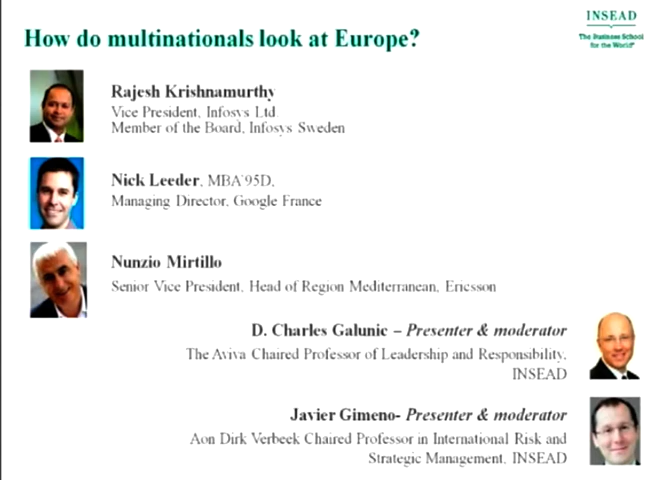 INSEAD
The Business School
for the World®
How do multinationals look at Europe?
Rajesh Krishnamurthy
Vice President, Infosys Ltd
Member of the Board, Infosys Sweden
Nick Leeder, MBA'95D,
Managing Director, Google France
Nunzio Mirtillo
Senior Vice President, Head of Region Mediterranean, Ericsson
D. Charles Galunic – Presenter & moderator
The Aviva Chaired Professor of Leadership and Responsibility,
INSEAD
Javier Gimeno- Presenter & moderator
Aon Dirk Verbeek Chaired Professor in International Risk and
Strategic Management, INSEAD